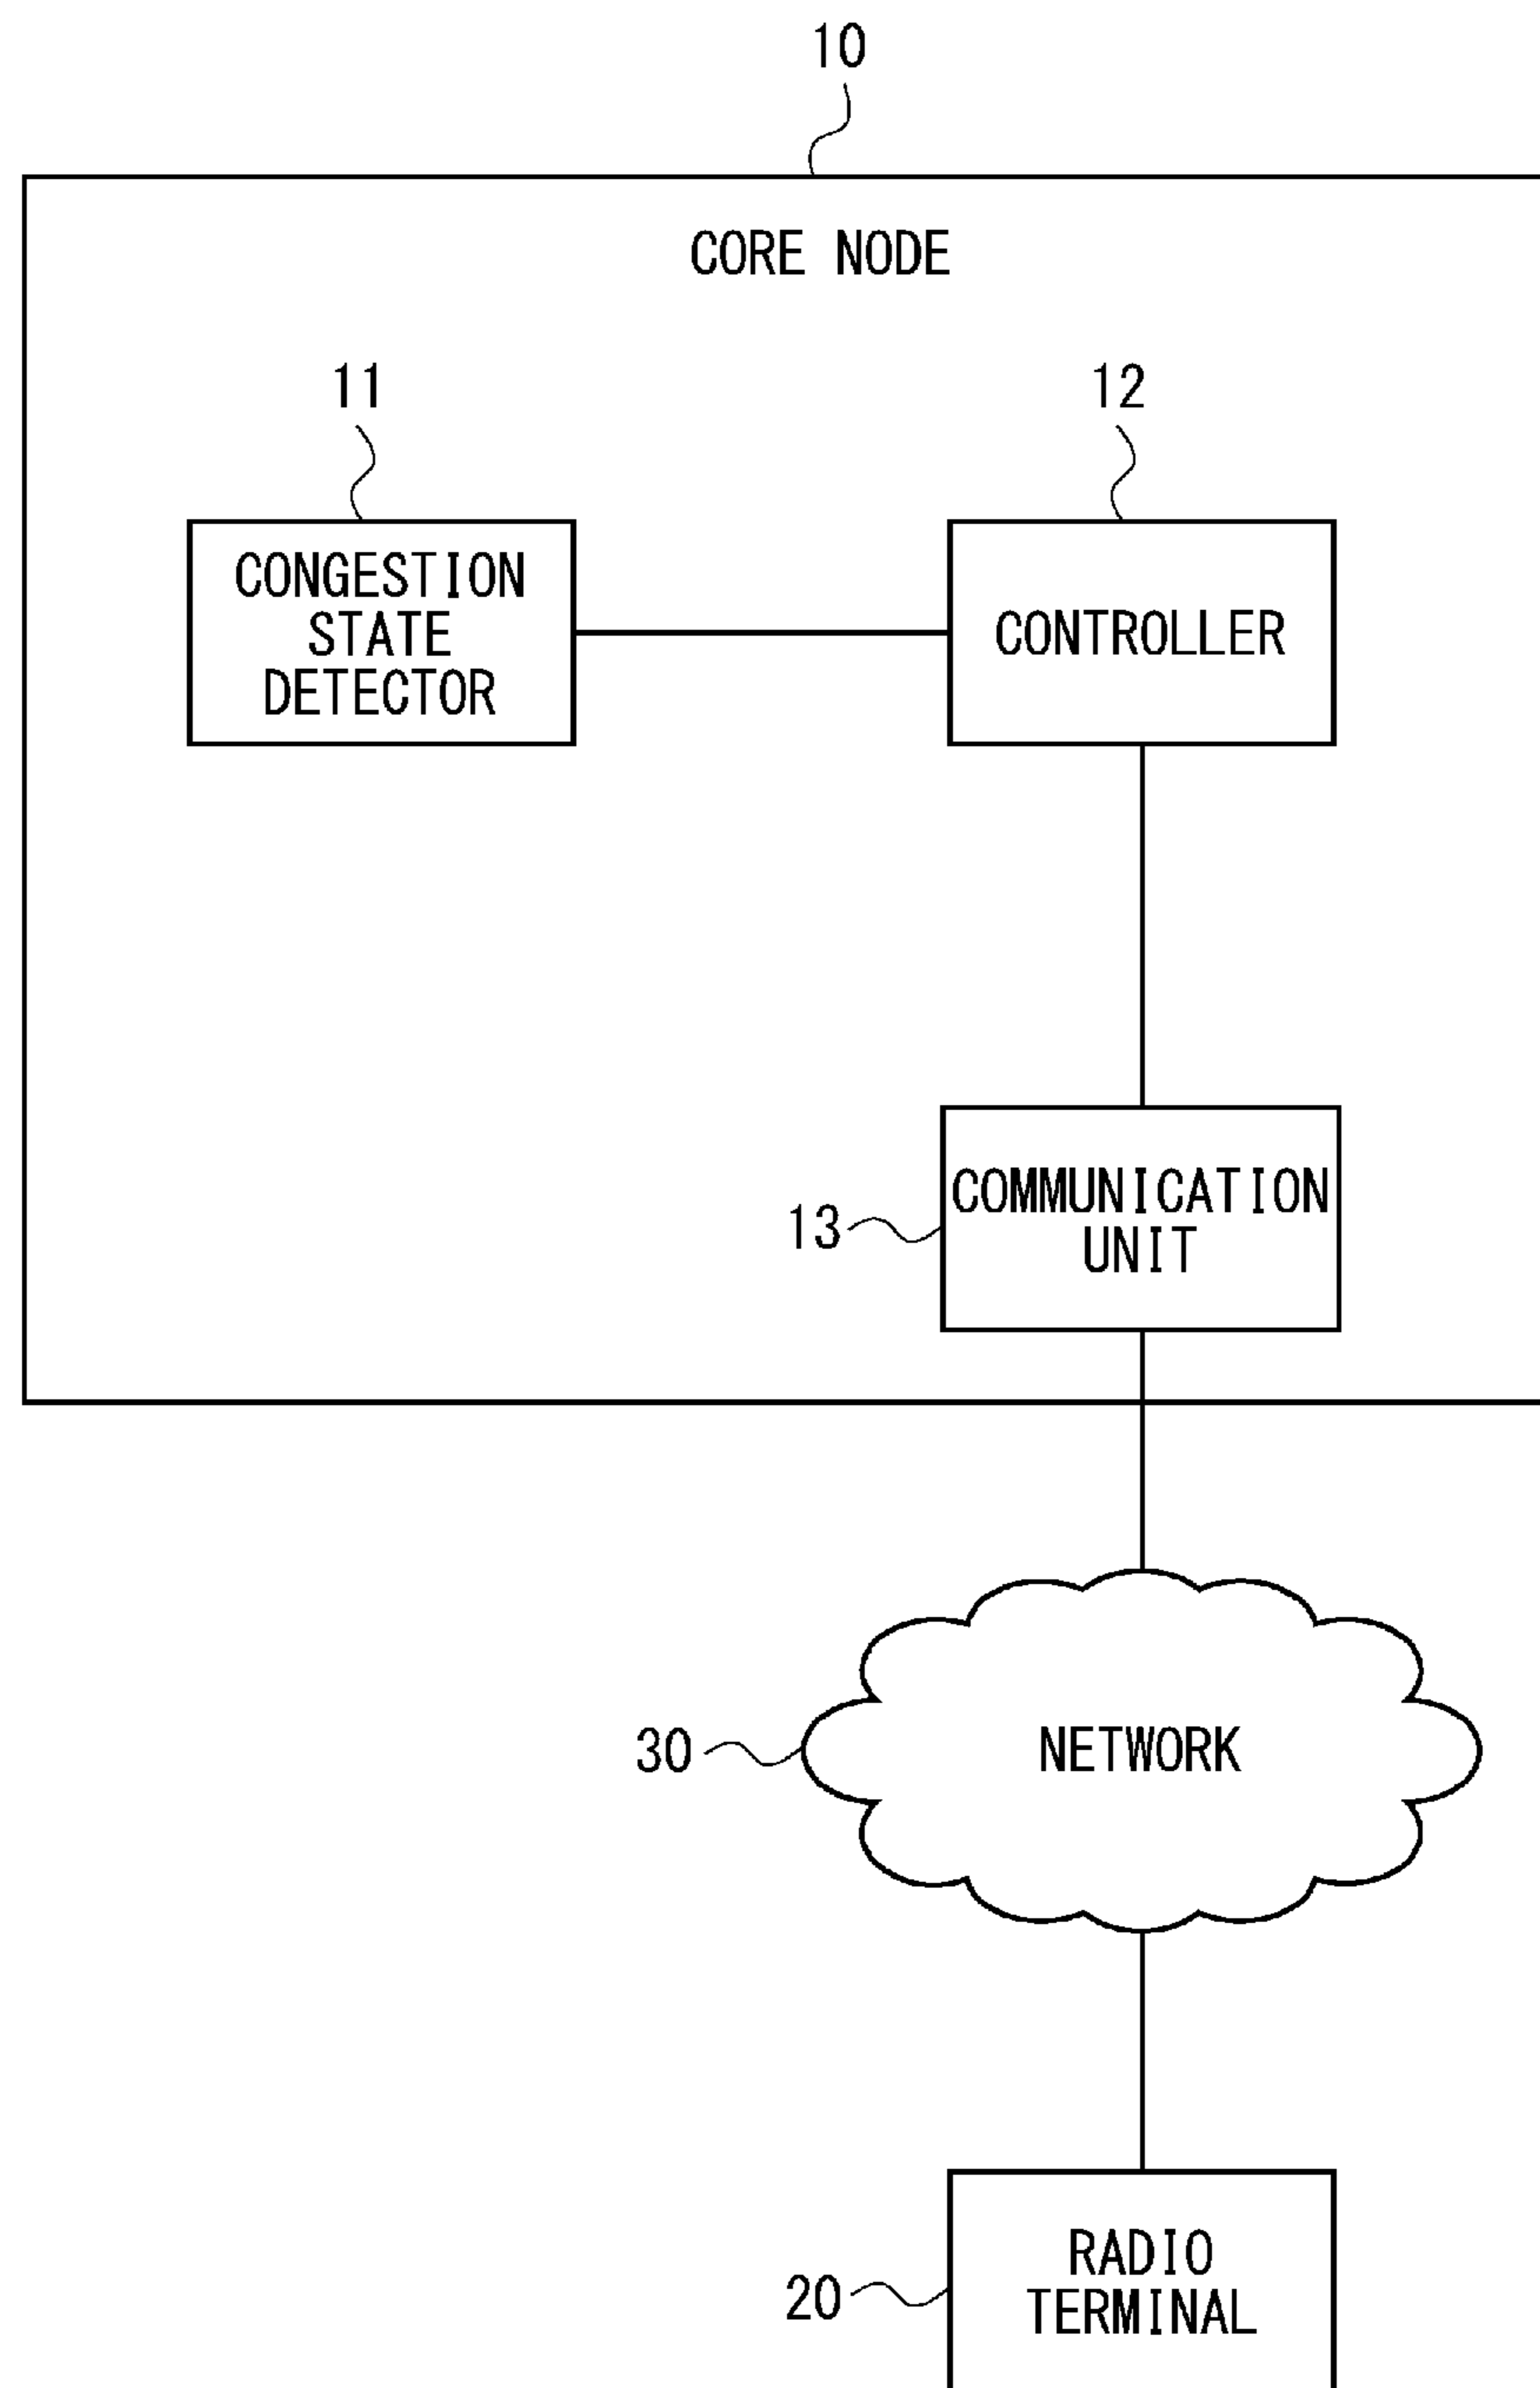 10
CORE NODE
11
12
CONGESTION
STATE
DETECTOR
CONTROLLER
13
COMMUNICATION
UNIT
30
NETWORK
20
RADIO
TERMINAL